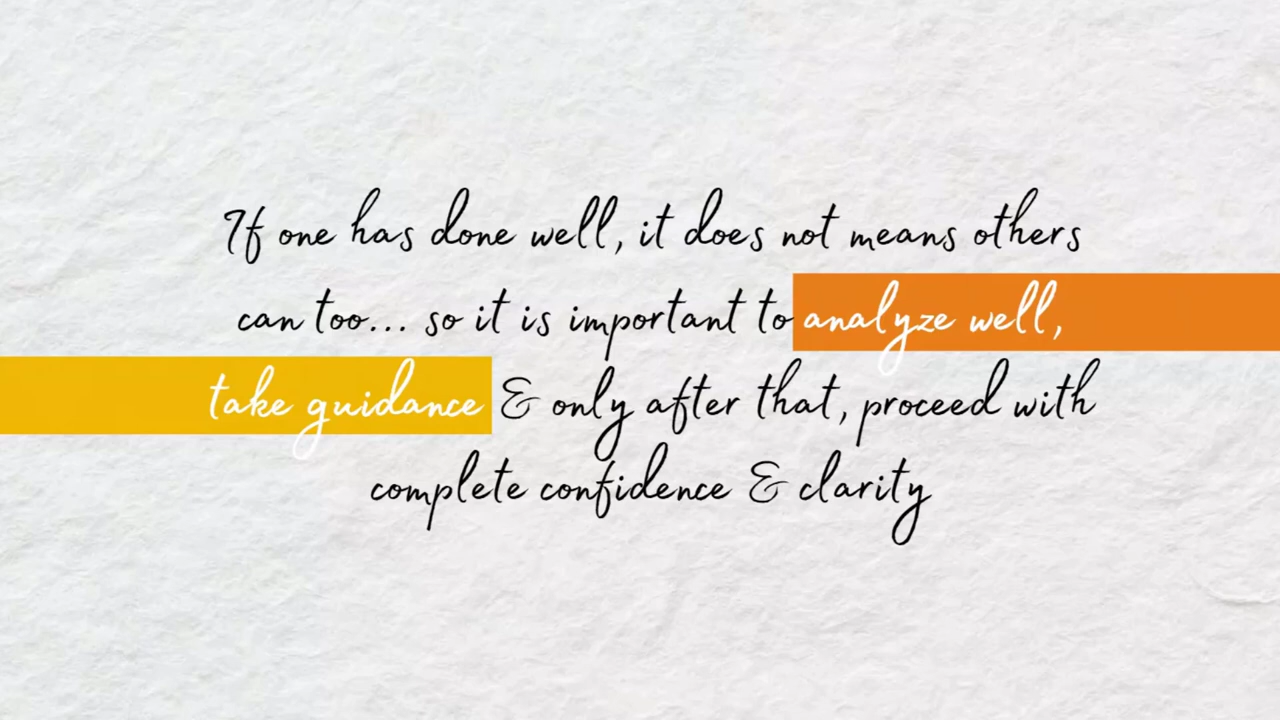 If one has done well, it does not means others
can too... so it is important to analyze well,
take guidance & only after that, proceed with
complete confidence & clarity